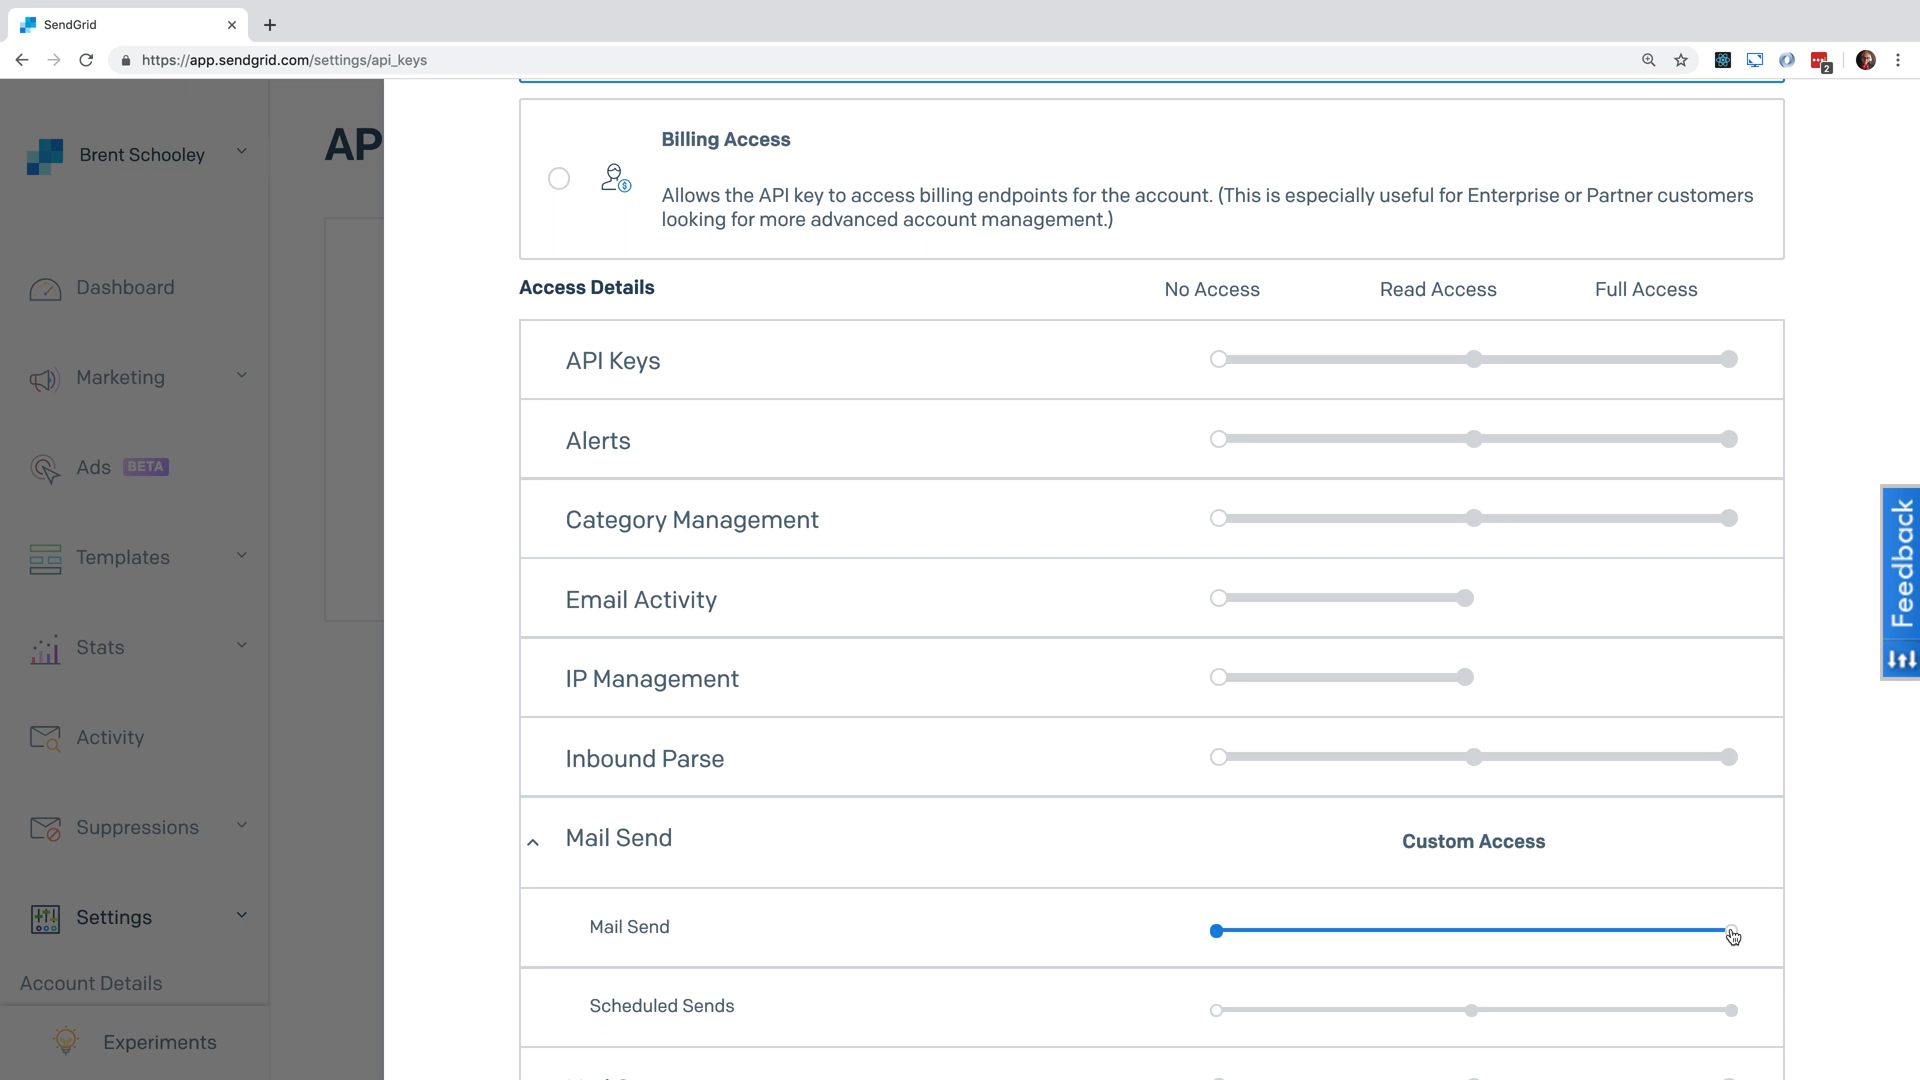 SendGrid
https://app.sendgrid.com/settings/api_keys
2
Brent Schooley
AP
Dashboard
Marketing
Ads BETA
Templates
Stats
Activity
Suppressions
Settings
Account Details
Experiments
Billing Access
Allows the API key to access billing endpoints for the account. (This is especially useful for Enterprise or Partner customers
looking for more advanced account management.)
Access Details No Access Read Access Full Access
API Keys
Alerts
Category Management
Email Activity
IP Management
Inbound Parse
Mail Send Custom Access
Mail Send
Scheduled Sends
Feedback